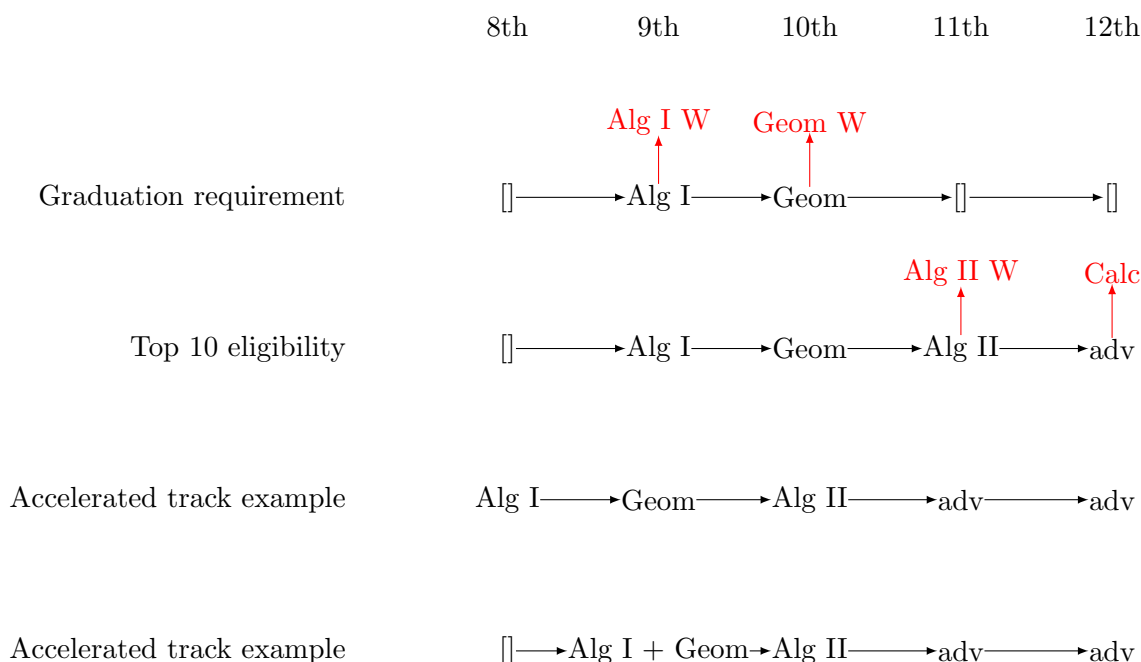 8th 9th 10th 11th 12th
Alg I W Geom W
Graduation requirement [] Alg I Geom [] []
Alg II W Calc
Top 10 eligibility [] Alg I Geom Alg II adv
Accelerated track example Alg I Geom Alg II adv adv
Accelerated track example [] Alg I + Geom Alg II adv adv